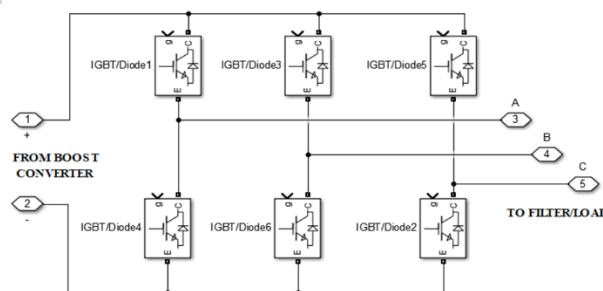 g
C
g
C
g
C
IGBT/Diode1
IGBT/Diode3
IGBT/Diode5
E
E
E
A
1
3
+
B
FROM BOOST
4
CONVERTER
C
5
2
g
C
g
C
g
C
TO FILTER/LOAD
-
IGBT/Diode4
IGBT/Diode6
IGBT/Diode2
E
E
E